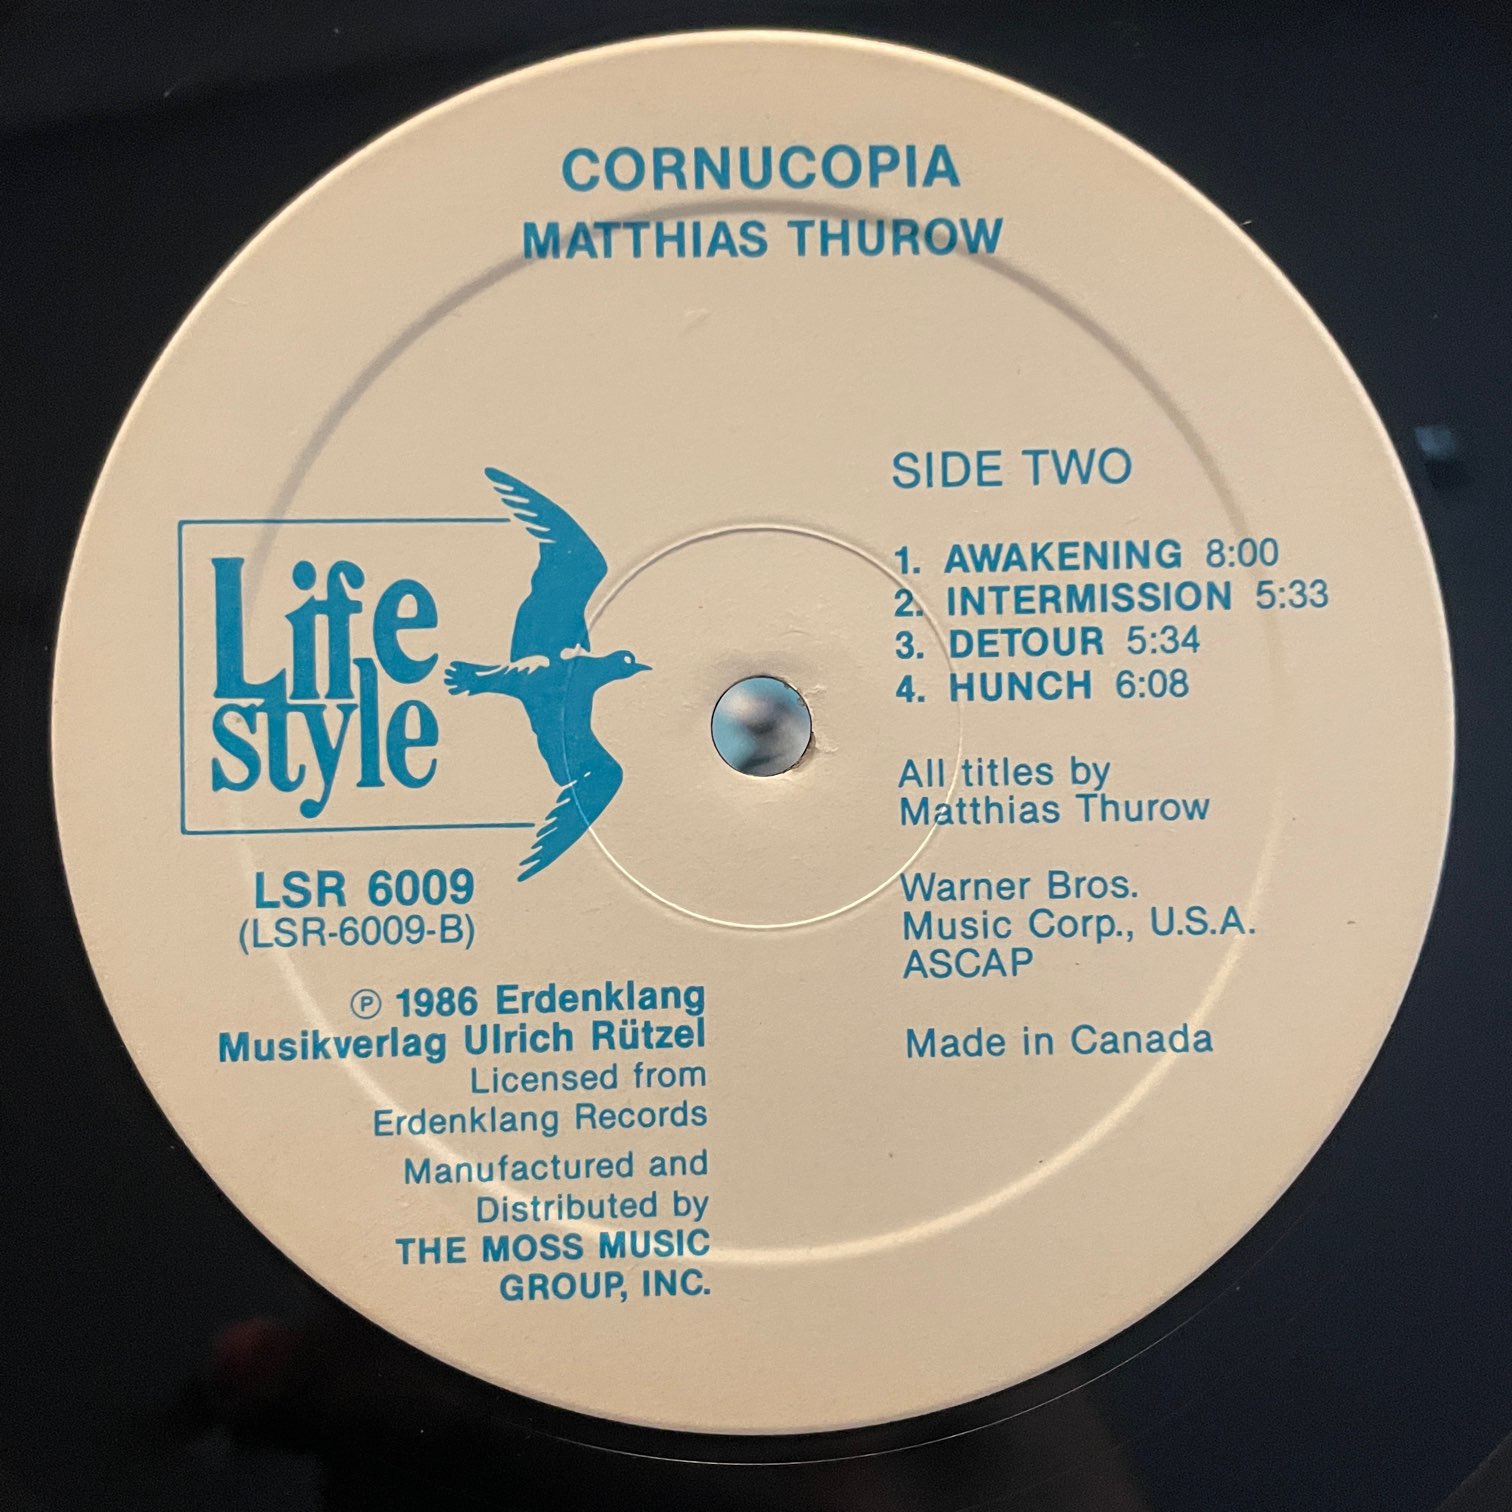 CORNUCOPIA
MATTHIAS THUROW
Life
style
LSR 6009
(LSR-6009-B)
℗ 1986 Erdenklang
Musikverlag Ulrich Rützel
Licensed from
Erdenklang Records
Manufactured and
Distributed by
THE MOSS MUSIC
GROUP, INC.
SIDE TWO
1. AWAKENING 8:00
2. INTERMISSION 5:33
3. DETOUR 5:34
4. HUNCH 6:08
All titles by
Matthias Thurow
Warner Bros.
Music Corp., U.S.A.
ASCAP
Made in Canada